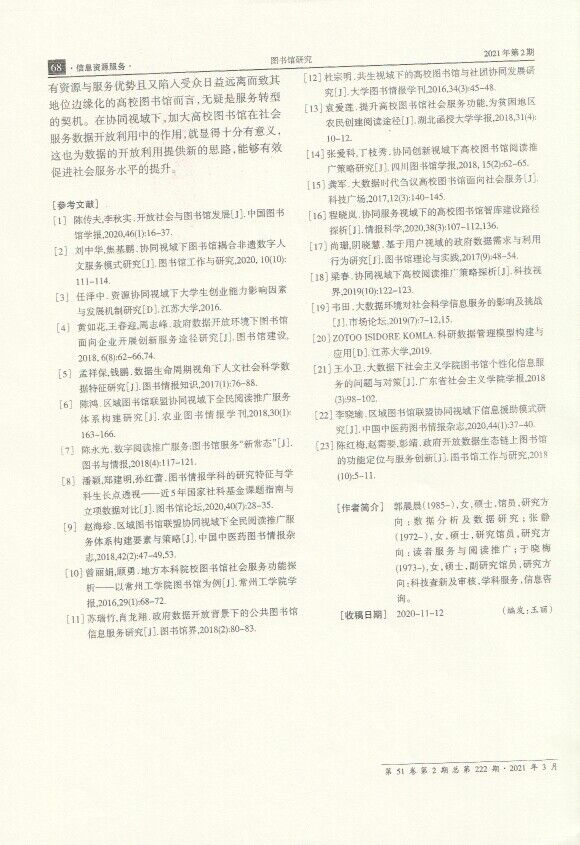 68 ·信息资源服务·
图书馆研究
2021年第2期
有资源与服务优势且又陷入受众日益远离而致其
地位边缘化的高校图书馆而言,无疑是服务转型
的契机。在协同视域下,加大高校图书馆在社会
服务数据开放利用中的作用,就显得十分有意义,
这也为数据的开放利用提供新的思路,能够有效
促进社会服务水平的提升。
[参考文献]
[1] 陈传夫,李秋实.开放社会与图书馆发展[J].中国图书
馆学报,2020,46(1):16-37.
[2] 刘中华,焦基鹏.协同视域下图书馆耦合非遗数字人
文服务模式研究[J].图书馆工作与研究,2020,10(10):
111-114.
[3] 任泽中.资源协同视域下大学生创业能力影响因素
与发展机制研究[D].江苏大学,2016.
[4] 黄如花,王春迎,周志峰.政府数据开放环境下图书馆
面向企业开展创新服务途径研究[J].图书馆建设,
2018,6(8):62-66,74.
[5] 孟祥保,钱鹏.数据生命周期视角下人文社会科学数
据特征研究[J].图书情报知识,2017(1):76-88.
[6] 陈鸿.区域图书馆联盟协同视域下全民阅读推广服务
体系构建研究[J].农业图书情报学刊,2018,30(1):
163-166.
[7] 陈永光.数字阅读推广服务:图书馆服务“新常态”[J].
图书与情报,2018(4):117-121.
[8] 潘颖,郑建明,孙红蕾.图书情报学科的研究特征与学
科生长点透视——近5年国家社科基金课题指南与
立项数据对比[J].图书馆论坛,2020,40(7):28-35.
[9] 赵海珍.区域图书馆联盟协同视域下全民阅读推广服
务体系构建要素与策略[J].中国中医药图书情报杂
志,2018,42(2):47-49,53.
[10] 曾丽娟,顾勇.地方本科院校图书馆社会服务功能探
析——以常州工学院图书馆为例[J].常州工学院学
报,2016,29(1):68-72.
[11] 苏瑞竹,肖龙翔.政府数据开放背景下的公共图书馆
信息服务研究[J].图书馆界,2018(2):80-83.
[12] 杜宗明.共生视域下的高校图书馆与社团协同发展研
究[J].大学图书情报学刊,2016,34(3):45-48.
[13] 袁爱莲.提升高校图书馆社会服务功能,为贫困地区
农民创建阅读途径[J].湖北函授大学学报,2018,31(4):
10-12.
[14] 张爱科,丁枝秀.协同创新视域下高校图书馆阅读推
广策略研究[J].四川图书馆学报,2018,15(2):62-65.
[15] 龚军.大数据时代刍议高校图书馆面向社会服务[J].
科技广场,2017,12(3):140-145.
[16] 程晓岚.协同服务视域下的高校图书馆智库建设路径
探析[J].情报科学,2020,38(3):107-112,136.
[17] 尚珊,阴晓慧.基于用户视域的政府数据需求与利用
行为研究[J].图书馆理论与实践,2017(9):48-54.
[18] 梁春.协同视域下高校阅读推广策略探析[J].科技视
界,2019(10):122-123.
[19] 韦田.大数据环境对社会科学信息服务的影响及挑战
[J].市场论坛,2019(7):7-12,15.
[20] ZOTOO ISIDORE KOMLA.科研数据管理模型构建与
应用[D].江苏大学,2019.
[21] 王小卫.大数据下社会主义学院图书馆个性化信息服
务的问题与对策[J].广东省社会主义学院学报,2018
(3):98-102.
[22] 李晓瑜.区域图书馆联盟协同视域下信息援助模式研
究[J].中国中医药图书情报杂志,2020,44(1):37-40.
[23] 陈红梅,赵需要,彭靖.政府开放数据生态链上图书馆
的功能定位与服务创新[J].图书馆工作与研究,2018
(10):5-11.
[作者简介] 郭晨晨(1985-),女,硕士,馆员,研究方
向:数据分析及数据研究;张静
(1972-),女,硕士,研究馆员,研究方
向:读者服务与阅读推广;于晓梅
(1973-),女,硕士,副研究馆员,研究方
向:科技查新及审核,学科服务,信息咨
询。
[收稿日期] 2020-11-12 (编发:王丽)
第51卷第2期总第222期·2021年3月